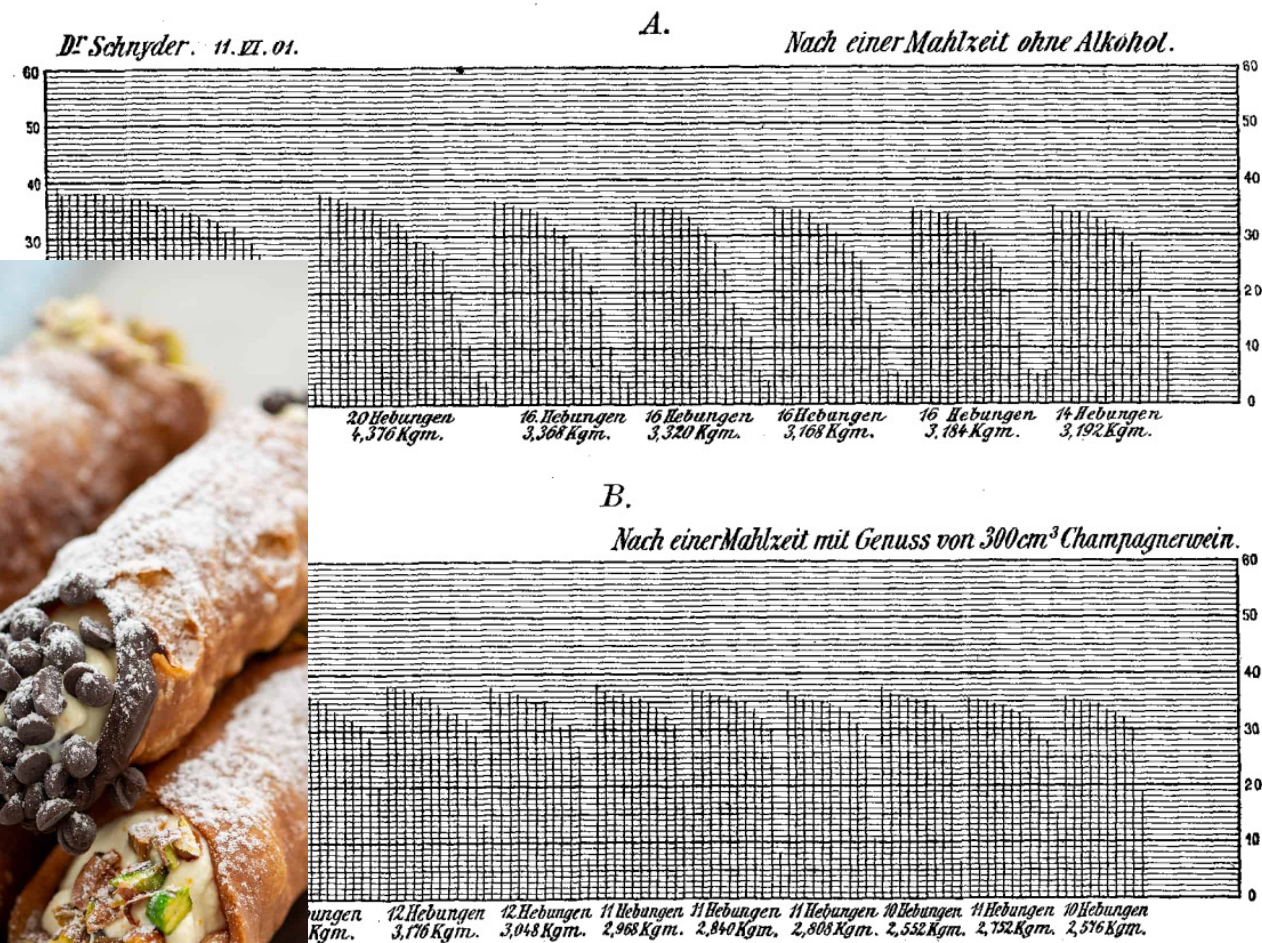 A.
Dr Schnyder. 11. VI. 01.
Nach einer Mahlzeit ohne Alkohol.
60
50
40
30
60
50
40
30
20
10
0
20 Hebungen 16. Hebungen 16 Hebungen 16 Hebungen 16 Hebungen 14 Hebungen
4,376 Kgm. 3,368 Kgm. 3,320 Kgm. 3,168 Kgm. 3,184 Kgm. 3,192 Kgm.
B.
Nach einer Mahlzeit mit Genuss von 300 cm³ Champagnerwein.
60
50
40
30
20
10
0
ungen 12 Hebungen 12 Hebungen 11 Hebungen 11 Hebungen 11 Hebungen 10 Hebungen 11 Hebungen 10 Hebungen
Kgm. 3,176 Kgm. 3,048 Kgm. 2,968 Kgm. 2,840 Kgm. 2,808 Kgm. 2,552 Kgm. 2,752 Kgm. 2,576 Kgm.